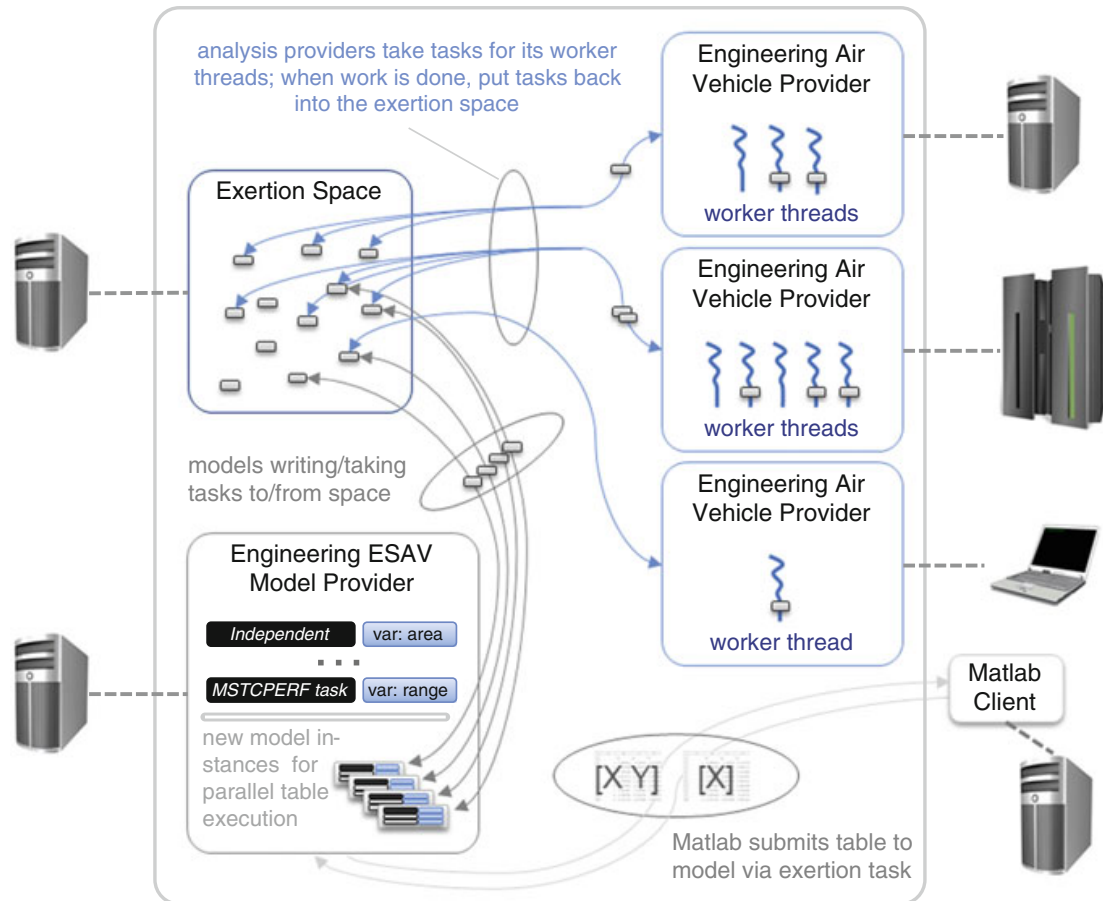 analysis providers take tasks for its worker
threads; when work is done, put tasks back
into the exertion space
Engineering Air
Vehicle Provider
worker threads
Exertion Space
Engineering Air
Vehicle Provider
worker threads
models writing/taking
tasks to/from space
Engineering Air
Vehicle Provider
worker thread
Engineering ESAV
Model Provider
Independent
var: area
...
MSTCPERF task
var: range
new model in-
stances for
parallel table
execution
Matlab
Client
[X Y]
[X]
Matlab submits table to
model via exertion task